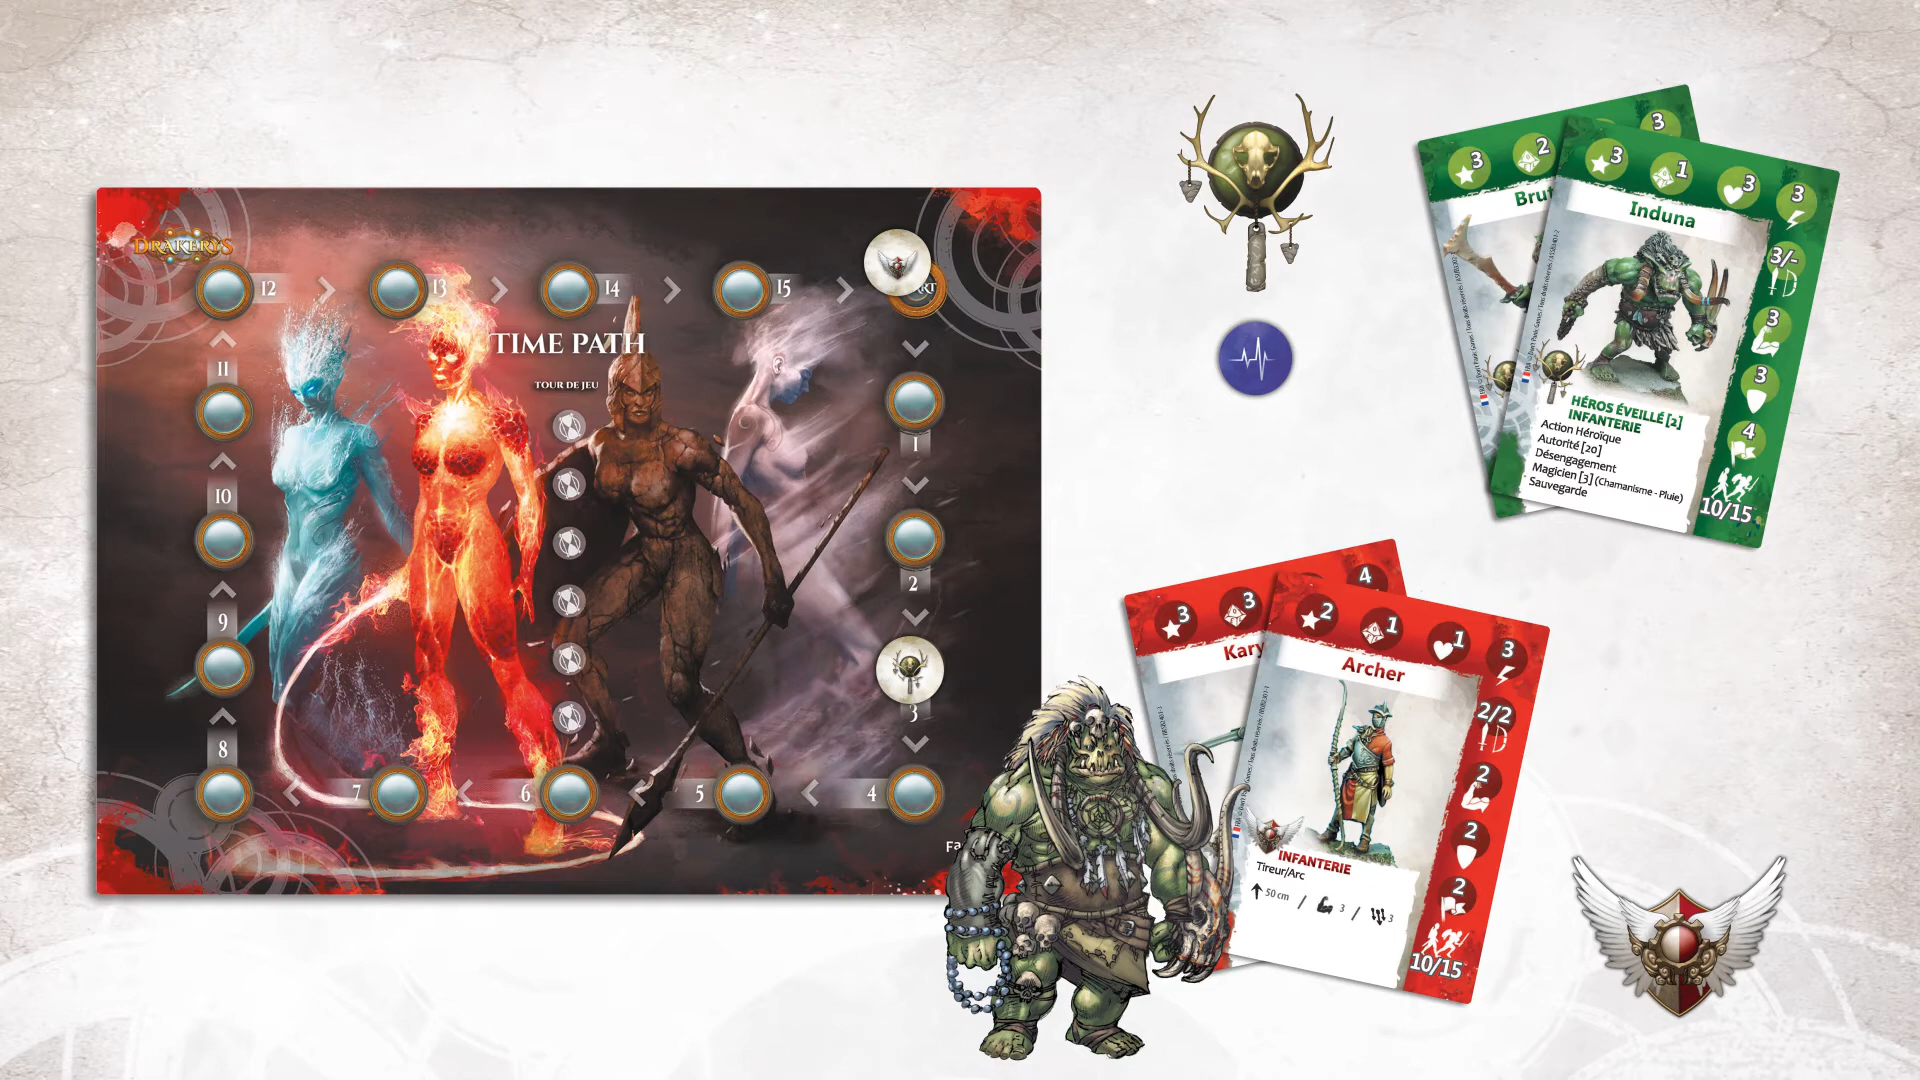 DRAKERYS
12
13
14
15
TIME PATH
TOUR DE JEU
11
10
9
8
7
6
5
4
3
2
1
3
2
3
Brut
3
1
3
3
Induna
3/-
3
3
4
10/15
HÉROS ÉVEILLÉ [2]
INFANTERIE
Action Héroïque
Autorité [20]
Désengagement
Magicien [3] (Chamanisme - Pluie)
Sauvegarde
3
3
4
Kary
2
1
1
3
Archer
2/2
2
2
2
10/15
INFANTERIE
Tireur/Arc
50 cm / 3 / 3
Fa